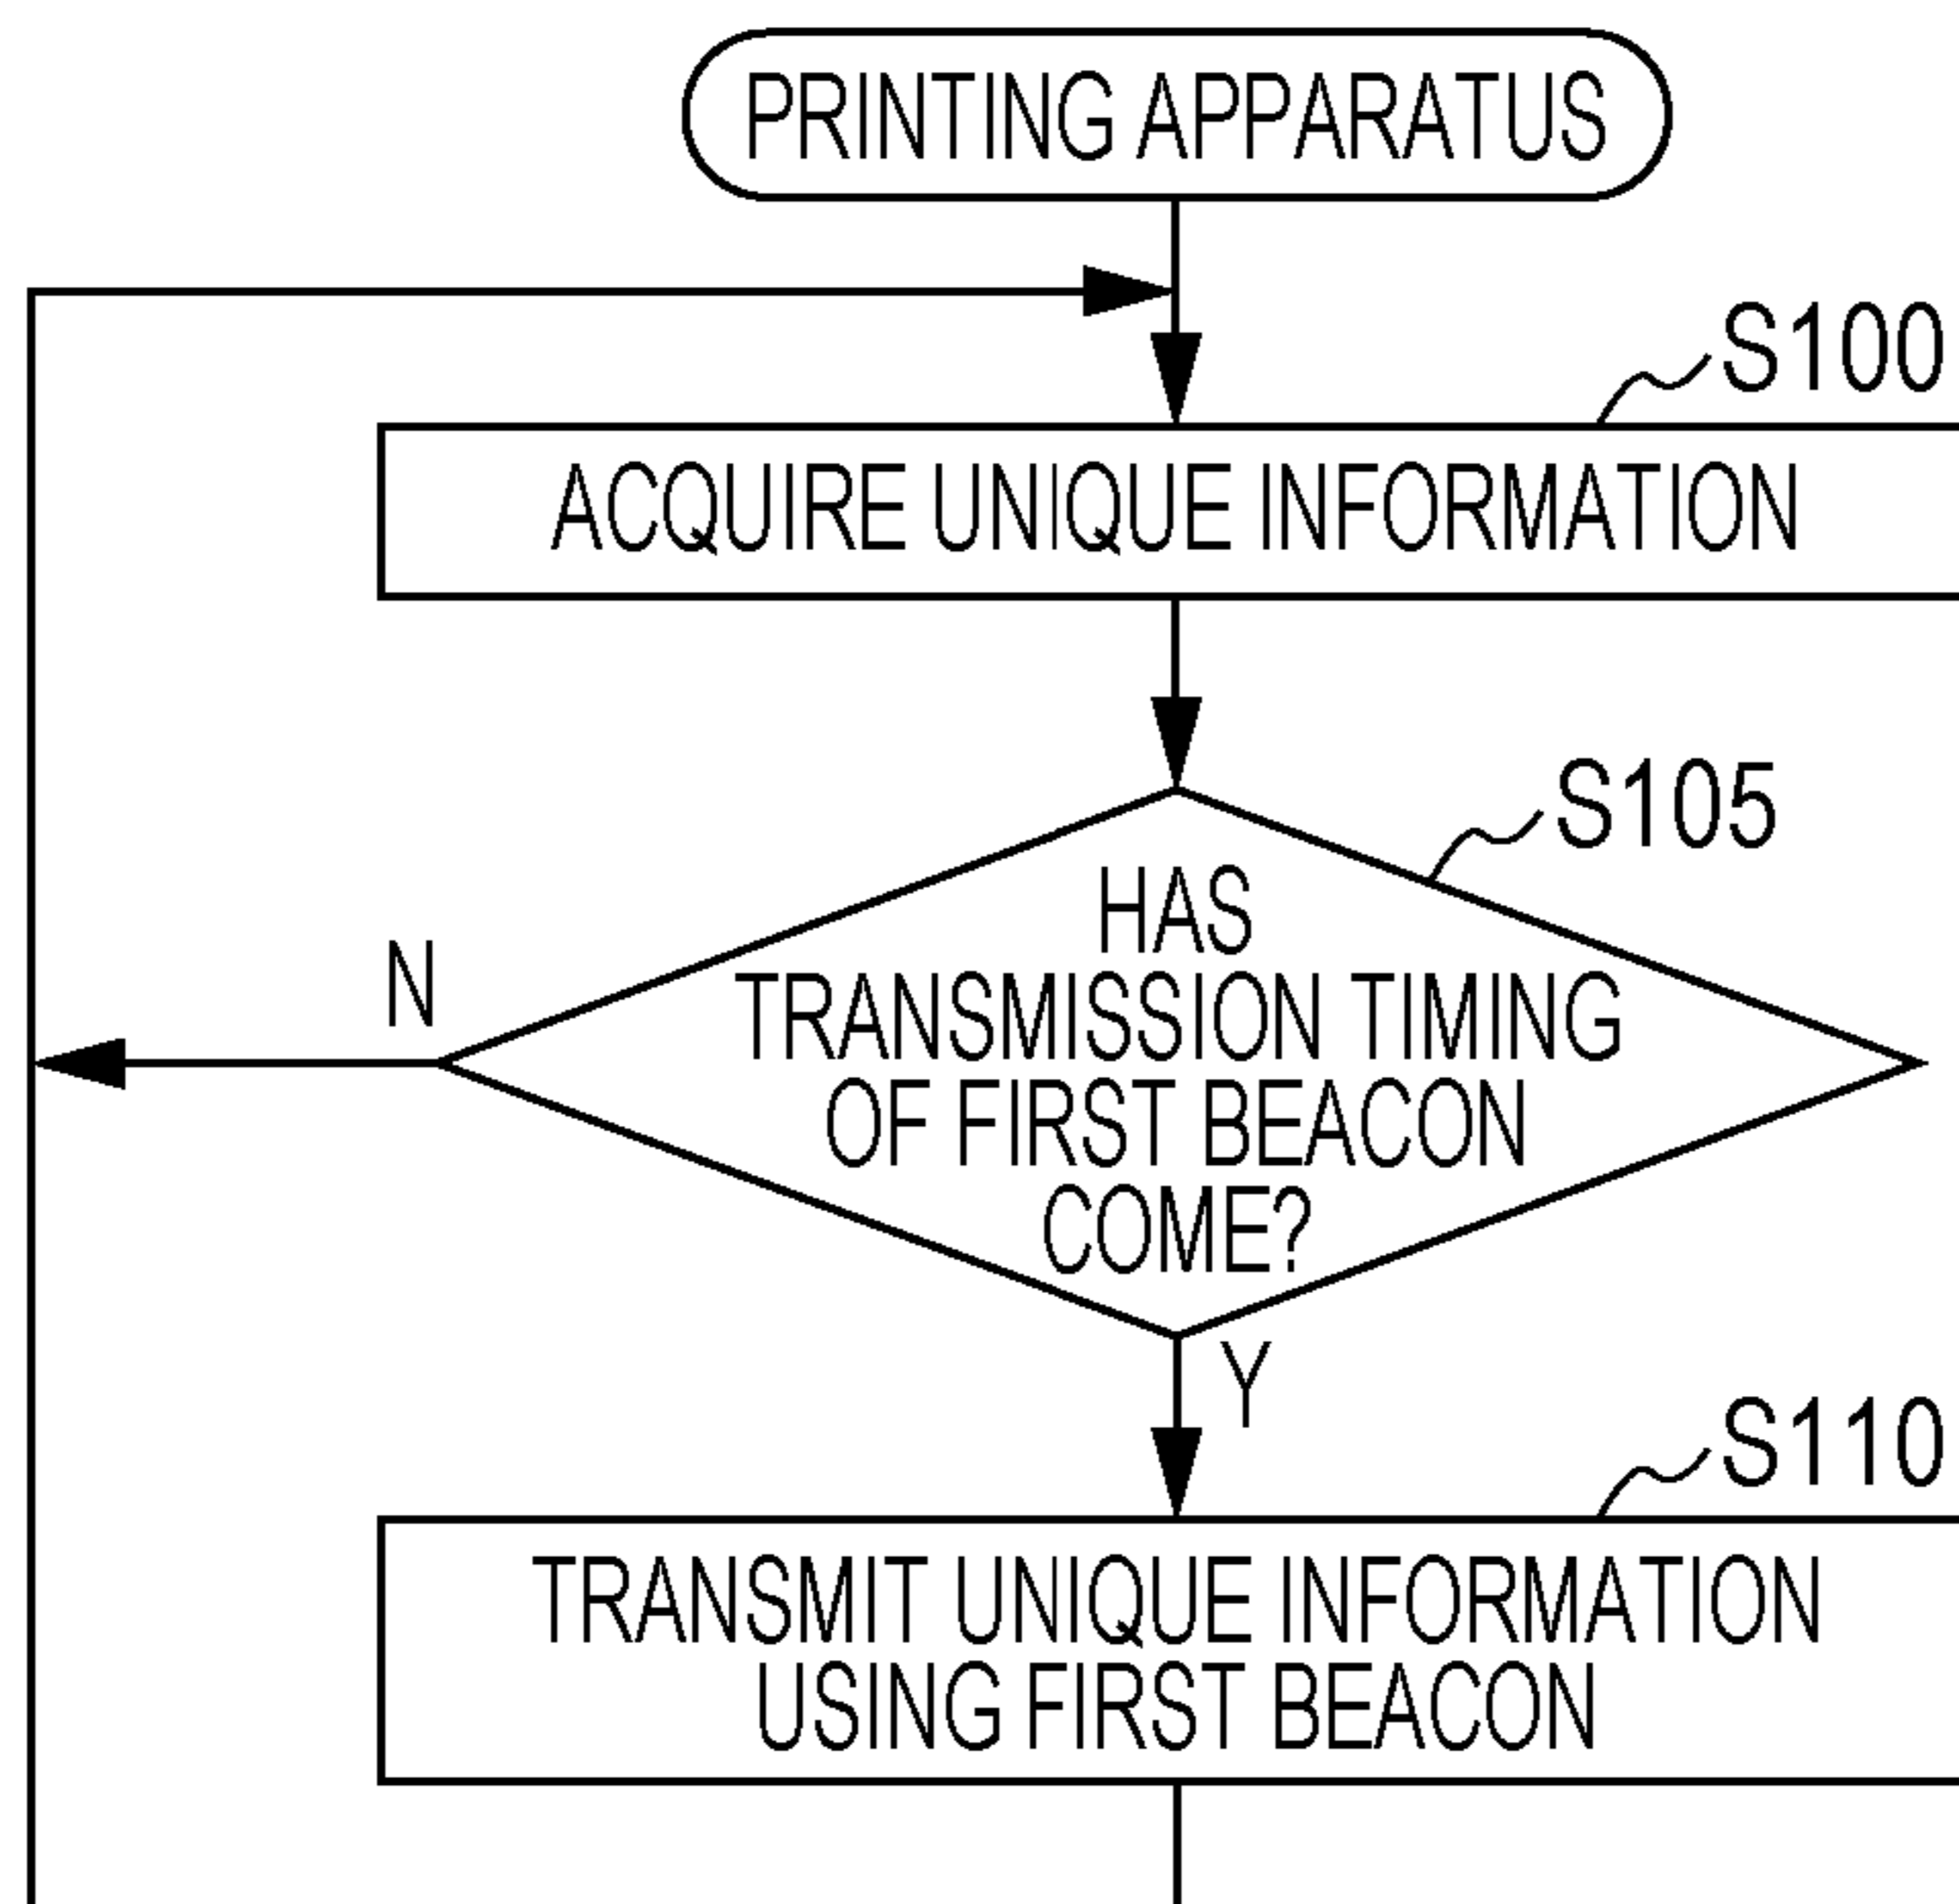 PRINTING APPARATUS
S100
ACQUIRE UNIQUE INFORMATION
S105
HAS
TRANSMISSION TIMING
OF FIRST BEACON
COME?
N
Y
S110
TRANSMIT UNIQUE INFORMATION
USING FIRST BEACON